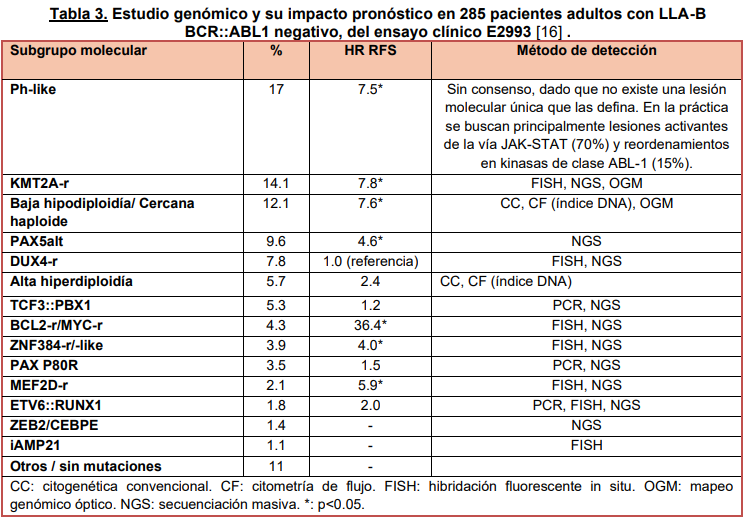 Tabla 3. Estudio genómico y su impacto pronóstico en 285 pacientes adultos con LLA-B
BCR::ABL1 negativo, del ensayo clínico E2993 [16] .
Subgrupo molecular % HR RFS Método de detección
Ph-like 17 7.5* Sin consenso, dado que no existe una lesión
molecular única que las defina. En la práctica
se buscan principalmente lesiones activantes
de la vía JAK-STAT (70%) y reordenamientos
en kinasas de clase ABL-1 (15%).
KMT2A-r 14.1 7.8* FISH, NGS, OGM
Baja hipodiploidía/ Cercana 12.1 7.6* CC, CF (índice DNA), OGM
haploide
PAX5alt 9.6 4.6* NGS
DUX4-r 7.8 1.0 (referencia) FISH, NGS
Alta hiperdiploidía 5.7 2.4 CC, CF (índice DNA)
TCF3::PBX1 5.3 1.2 PCR, NGS
BCL2-r/MYC-r 4.3 36.4* FISH, NGS
ZNF384-r/-like 3.9 4.0* FISH, NGS
PAX P80R 3.5 1.5 PCR, NGS
MEF2D-r 2.1 5.9* FISH, NGS
ETV6::RUNX1 1.8 2.0 PCR, FISH, NGS
ZEB2/CEBPE 1.4 - NGS
iAMP21 1.1 - FISH
Otros / sin mutaciones 11 -
CC: citogenética convencional. CF: citometría de flujo. FISH: hibridación fluorescente in situ. OGM: mapeo
genómico óptico. NGS: secuenciación masiva. *: p<0.05.